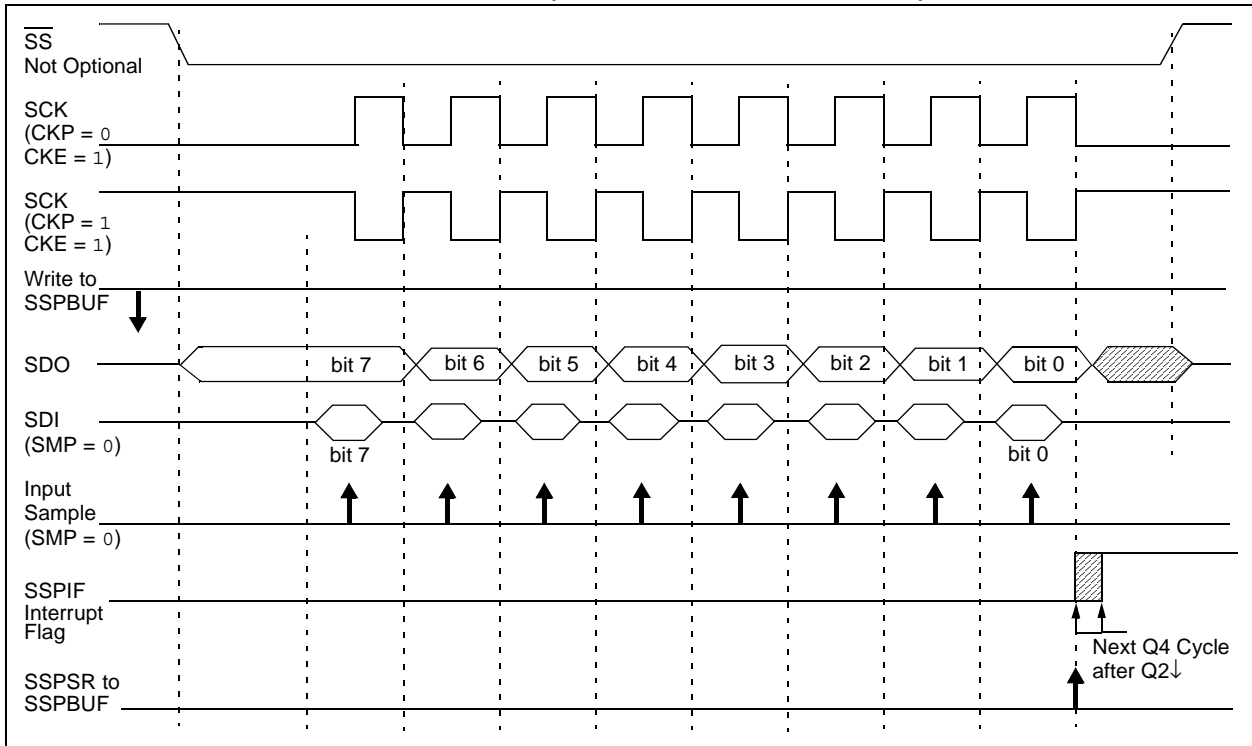 SS
Not Optional
SCK
(CKP = 0
CKE = 1)
SCK
(CKP = 1
CKE = 1)
Write to
SSPBUF
SDO
bit 7 bit 6 bit 5 bit 4 bit 3 bit 2 bit 1 bit 0
SDI
(SMP = 0)
bit 7 bit 0
Input
Sample
(SMP = 0)
SSPIF
Interrupt
Flag
Next Q4 Cycle
after Q2↓
SSPSR to
SSPBUF